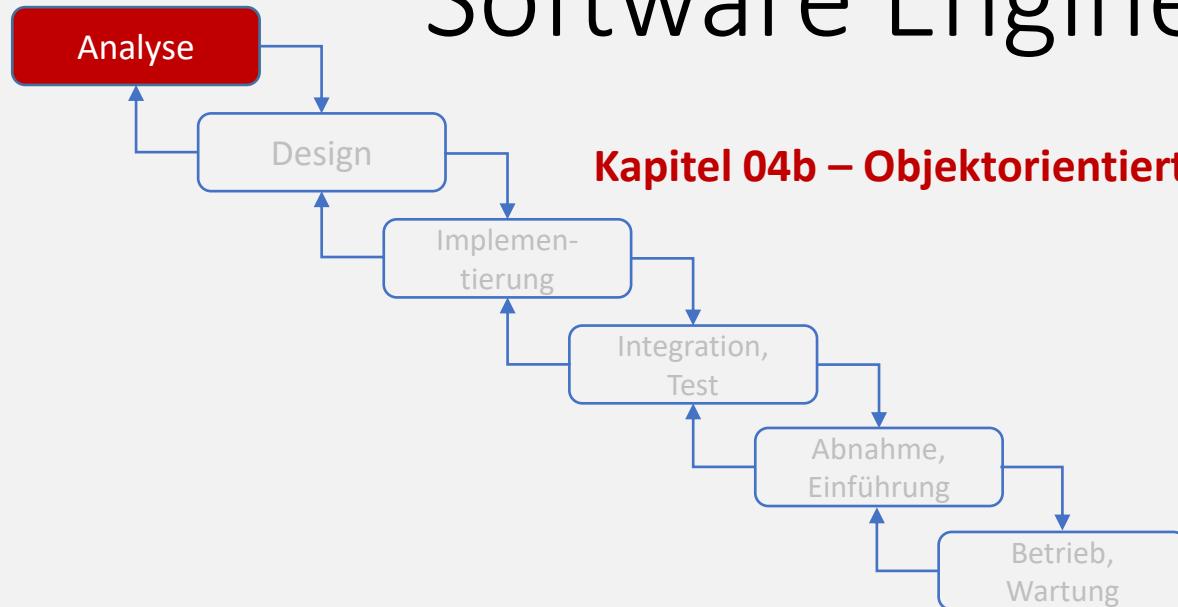 Software Engine
Analyse
Design
Kapitel 04b – Objektorientiert
Implemen-
tierung
Integration,
Test
Abnahme,
Einführung
Betrieb,
Wartung